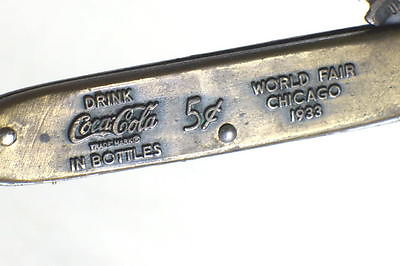 DRINK
Coca-Cola
TRADE-MARK®
IN BOTTLES
5¢
WORLD FAIR
CHICAGO
1933